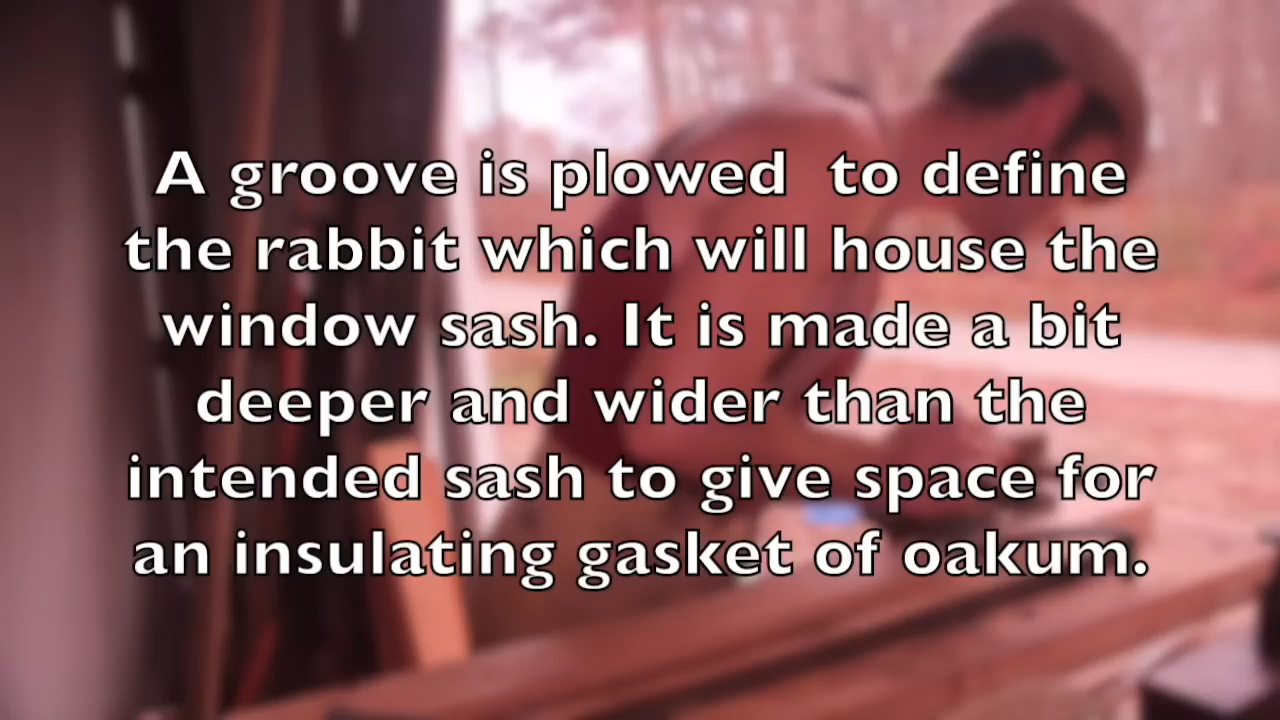 A groove is plowed  to define
the rabbit which will house the
window sash. It is made a bit
deeper and wider than the
intended sash to give space for
an insulating gasket of oakum.